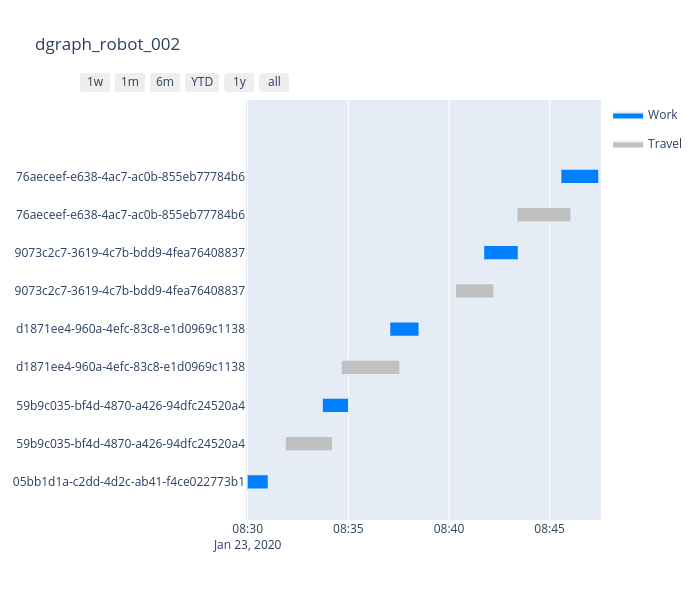 dgraph_robot_002
1w 1m 6m YTD 1y all
Work
Travel
76aeceef-e638-4ac7-ac0b-855eb77784b6
76aeceef-e638-4ac7-ac0b-855eb77784b6
9073c2c7-3619-4c7b-bdd9-4fea76408837
9073c2c7-3619-4c7b-bdd9-4fea76408837
d1871ee4-960a-4efc-83c8-e1d0969c1138
d1871ee4-960a-4efc-83c8-e1d0969c1138
59b9c035-bf4d-4870-a426-94dfc24520a4
59b9c035-bf4d-4870-a426-94dfc24520a4
05bb1d1a-c2dd-4d2c-ab41-f4ce022773b1
08:30 08:35 08:40 08:45
Jan 23, 2020